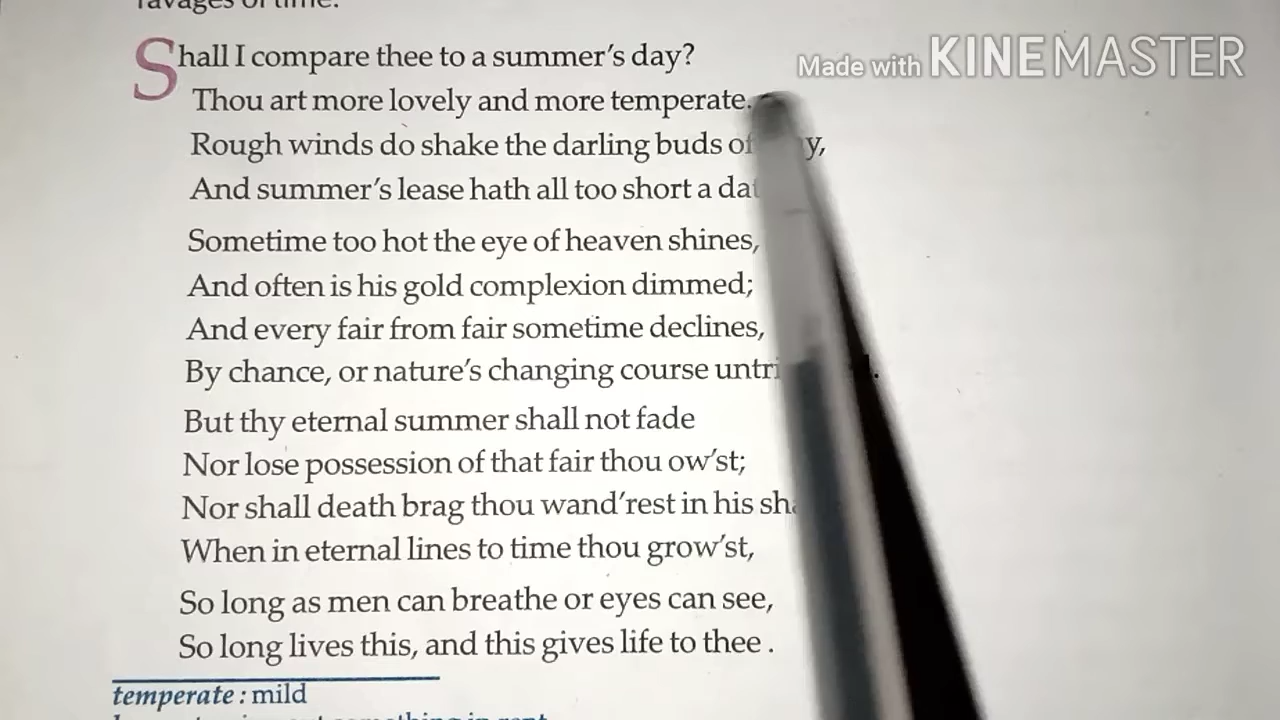 ravages of time.
Made with KINEMASTER
Shall I compare thee to a summer's day?
Thou art more lovely and more temperate.
Rough winds do shake the darling buds of
And summer's lease hath all too short a
Sometime too hot the eye of heaven shines,
And often is his gold complexion dimmed;
And every fair from fair sometime declines,
By chance, or nature's changing course
But thy eternal summer shall not fade
Nor lose possession of that fair thou ow'st;
Nor shall death brag thou wand'rest in his
When in eternal lines to time thou grow'st,
So long as men can breathe or eyes can see,
So long lives this, and this gives life to thee .
temperate : mild